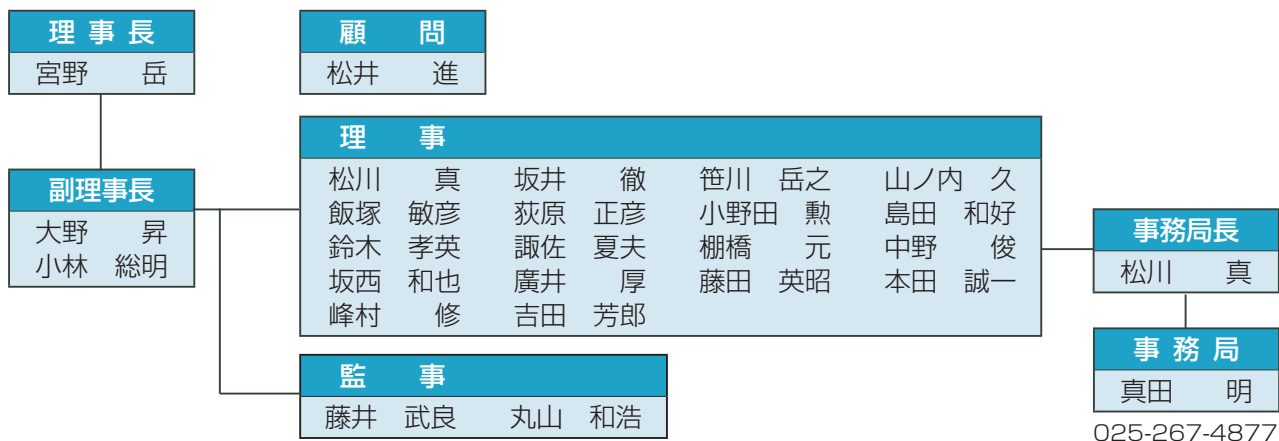 理事長
宮野　岳
顧問
松井　進
副理事長
大野　昇
小林　総明
理事
松川　真　坂井　徹　笹川　岳之　山ノ内　久
飯塚　敏彦　荻原　正彦　小野田　勲　島田　和好
鈴木　孝英　諏佐　夏夫　棚橋　元　中野　俊
坂西　和也　廣井　厚　藤田　英昭　本田　誠一
峰村　修　吉田　芳郎
監事
藤井　武良　丸山　和浩
事務局長
松川　真
事務局
真田　明
025-267-4877